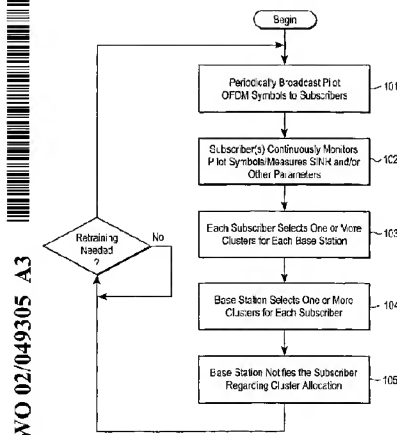 Begin
Periodically Broadcast Pilot
OFDM Symbols to Subscribers
101
Subscriber(s) Continuously Monitors
Pilot Symbols/Measures SINR and/or
Other Parameters
102
Each Subscriber Selects One or More
Clusters for Each Base Station
103
Base Station Selects One or More
Clusters for Each Subscriber
104
Base Station Notifies the Subscriber
Regarding Cluster Allocation
105
Retraining
Needed
?
No
WO 02/049305 A3